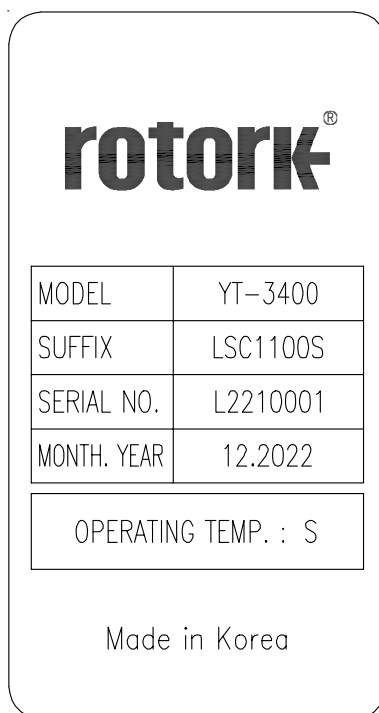 rotork®
MODEL YT-3400
SUFFIX LSC1100S
SERIAL NO. L2210001
MONTH. YEAR 12.2022
OPERATING TEMP. : S
Made in Korea